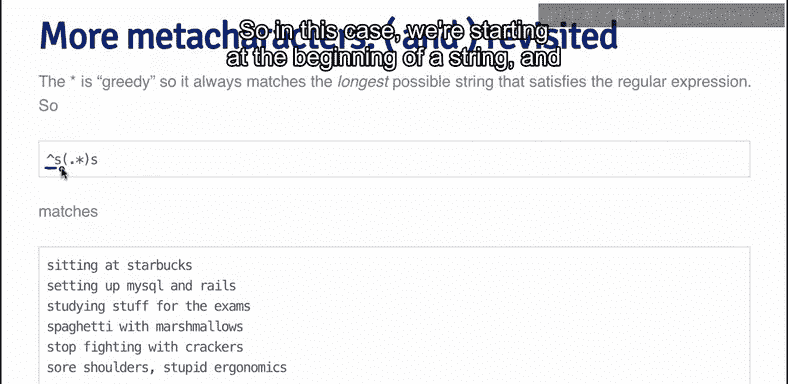 More metacharacters: ( and ) revisited
So in this case, we're starting
at the beginning of a string, and
The * is “greedy” so it always matches the longest possible string that satisfies the regular expression.
So
^s(.*)s
matches
sitting at starbucks
setting up mysql and rails
studying stuff for the exams
spaghetti with marshmallows
stop fighting with crackers
sore shoulders, stupid ergonomics